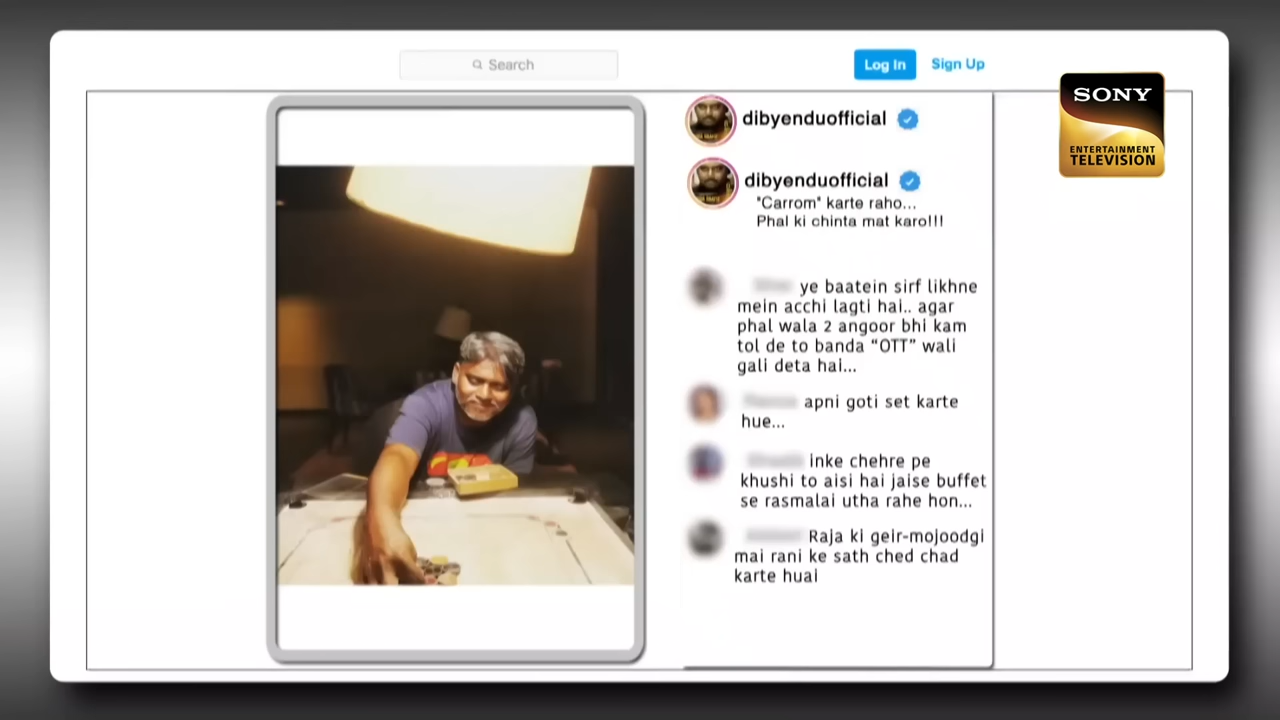 Search
Log In
Sign Up
SONY
ENTERTAINMENT
TELEVISION
dibyenduofficial
dibyenduofficial
"Carrom" karte raho...
Phal ki chinta mat karo!!!
ye baatein sirf likhne
mein acchi lagti hai.. agar
phal wala 2 angoor bhi kam
tol de to banda “OTT” wali
gali deta hai...
apni goti set karte
hue...
inke chehre pe
khushi to aisi hai jaise buffet
se rasmalai utha rahe hon...
Raja ki geir-mojoodgi
mai rani ke sath ched chad
karte huai